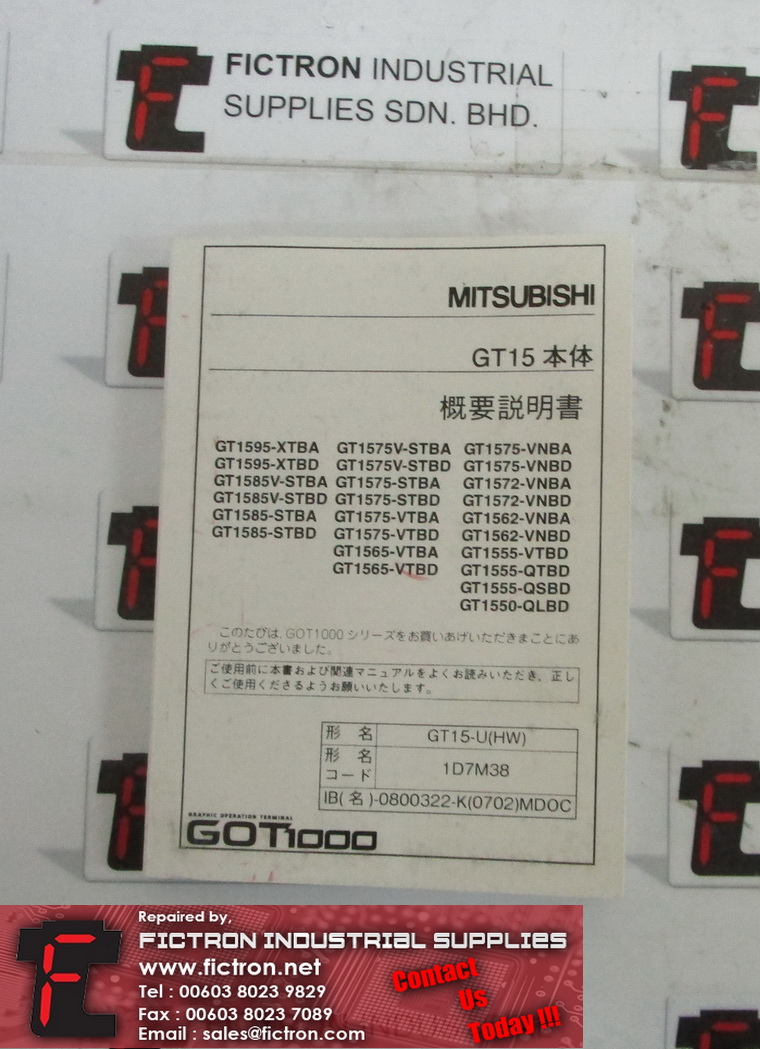 FICTRON INDUSTRIAL
SUPPLIES SDN. BHD.
MITSUBISHI
GT15 本体
概要説明書
GT1595-XTBA GT1575V-STBA GT1575-VNBA
GT1595-XTBD GT1575V-STBD GT1575-VNBD
GT1585V-STBA GT1575-STBA GT1572-VNBA
GT1585V-STBD GT1575-STBD GT1572-VNBD
GT1585-STBA GT1575-VTBA GT1562-VNBA
GT1585-STBD GT1575-VTBD GT1562-VNBD
GT1565-VTBA GT1555-VTBD
GT1565-VTBD GT1555-QTBD
GT1555-QSBD
GT1550-QLBD
このたびは、GOT1000 シリーズをお買いあげいただきまことにあ
りがとうございました。
ご使用前に本書および関連マニュアルをよくお読みいただき、正し
くご使用くださるようお願いいたします。
形 名 GT15-U(HW)
形 名
コード 1D7M38
IB(名)-0800322-K(0702)MDOC
GRAPHIC OPERATION TERMINAL
GOT1000
Repaired by,
FICTRON INDUSTRIAL SUPPLIES
www.fictron.net
Tel : 00603 8023 9829
Fax : 00603 8023 7089
Email : sales@fictron.com
Contact
Us
Today !!!